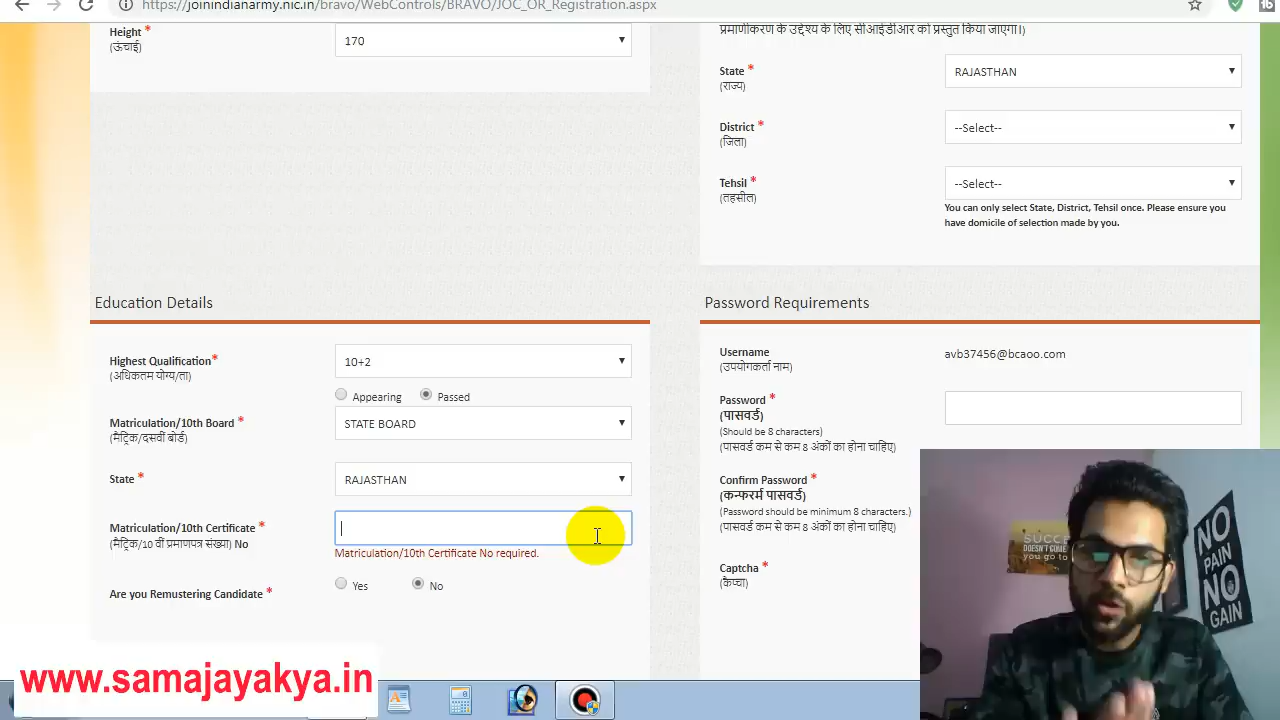 https://joinindianarmy.nic.in/bravo/WebControls/BRAVO/JOC_OR_Registration.aspx
16
Height *
(ऊंचाई)
170
प्रमाणीकरण के उद्देश्य के लिए सीआईडीआर को प्रस्तुत किया जाएगा।)
State *
(राज्य)
RAJASTHAN
District *
(जिला)
--Select--
Tehsil *
(तहसील)
--Select--
You can only select State, District, Tehsil once. Please ensure you
have domicile of selection made by you.
Education Details
Highest Qualification*
(अधिकतम योग्य/ता)
10+2
Appearing Passed
Matriculation/10th Board *
(मैट्रिक/दसवीं बोर्ड)
STATE BOARD
State *
RAJASTHAN
Matriculation/10th Certificate *
(मैट्रिक/10 वीं प्रमाणपत्र संख्या) No
Matriculation/10th Certificate No required.
Are you Remustering Candidate *
Yes No
Password Requirements
Username
(उपयोगकर्ता नाम)
avb37456@bcaoo.com
Password *
(पासवर्ड)
(Should be 8 characters)
(पासवर्ड कम से कम 8 अंकों का होना चाहिए)
Confirm Password *
(कन्फर्म पासवर्ड)
(Password should be minimum 8 characters.)
(पासवर्ड कम से कम 8 अंकों का होना चाहिए)
Captcha *
(कैप्चा)
NO
PAIN
NO
GAIN
www.samajayakya.in